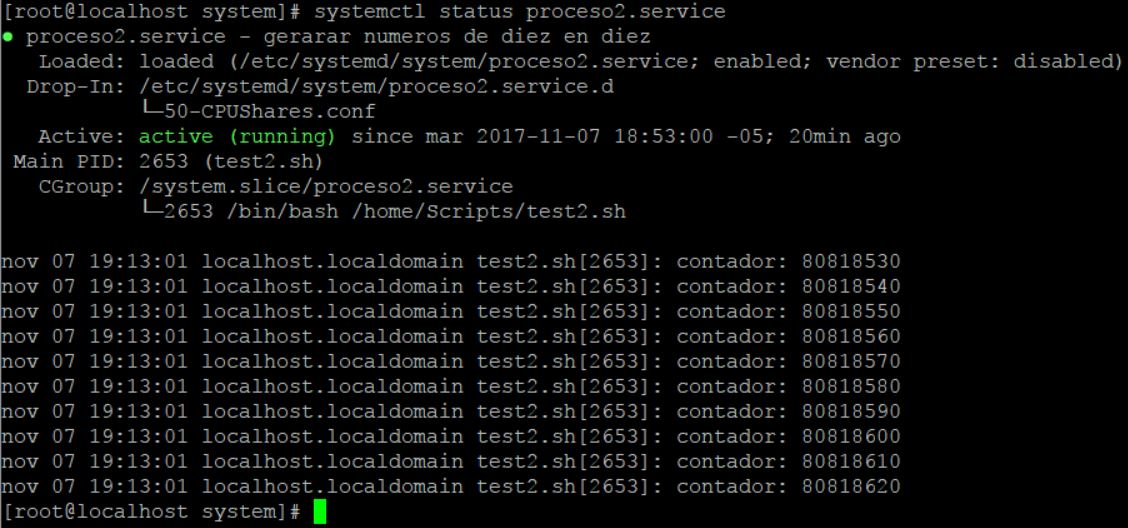 [root@localhost system]# systemctl status proceso2.service
● proceso2.service - gerarar numeros de diez en diez
   Loaded: loaded (/etc/systemd/system/proceso2.service; enabled; vendor preset: disabled)
  Drop-In: /etc/systemd/system/proceso2.service.d
           └─50-CPUShares.conf
   Active: active (running) since mar 2017-11-07 18:53:00 -05; 20min ago
 Main PID: 2653 (test2.sh)
   CGroup: /system.slice/proceso2.service
           └─2653 /bin/bash /home/Scripts/test2.sh

nov 07 19:13:01 localhost.localdomain test2.sh[2653]: contador: 80818530
nov 07 19:13:01 localhost.localdomain test2.sh[2653]: contador: 80818540
nov 07 19:13:01 localhost.localdomain test2.sh[2653]: contador: 80818550
nov 07 19:13:01 localhost.localdomain test2.sh[2653]: contador: 80818560
nov 07 19:13:01 localhost.localdomain test2.sh[2653]: contador: 80818570
nov 07 19:13:01 localhost.localdomain test2.sh[2653]: contador: 80818580
nov 07 19:13:01 localhost.localdomain test2.sh[2653]: contador: 80818590
nov 07 19:13:01 localhost.localdomain test2.sh[2653]: contador: 80818600
nov 07 19:13:01 localhost.localdomain test2.sh[2653]: contador: 80818610
nov 07 19:13:01 localhost.localdomain test2.sh[2653]: contador: 80818620
[root@localhost system]#